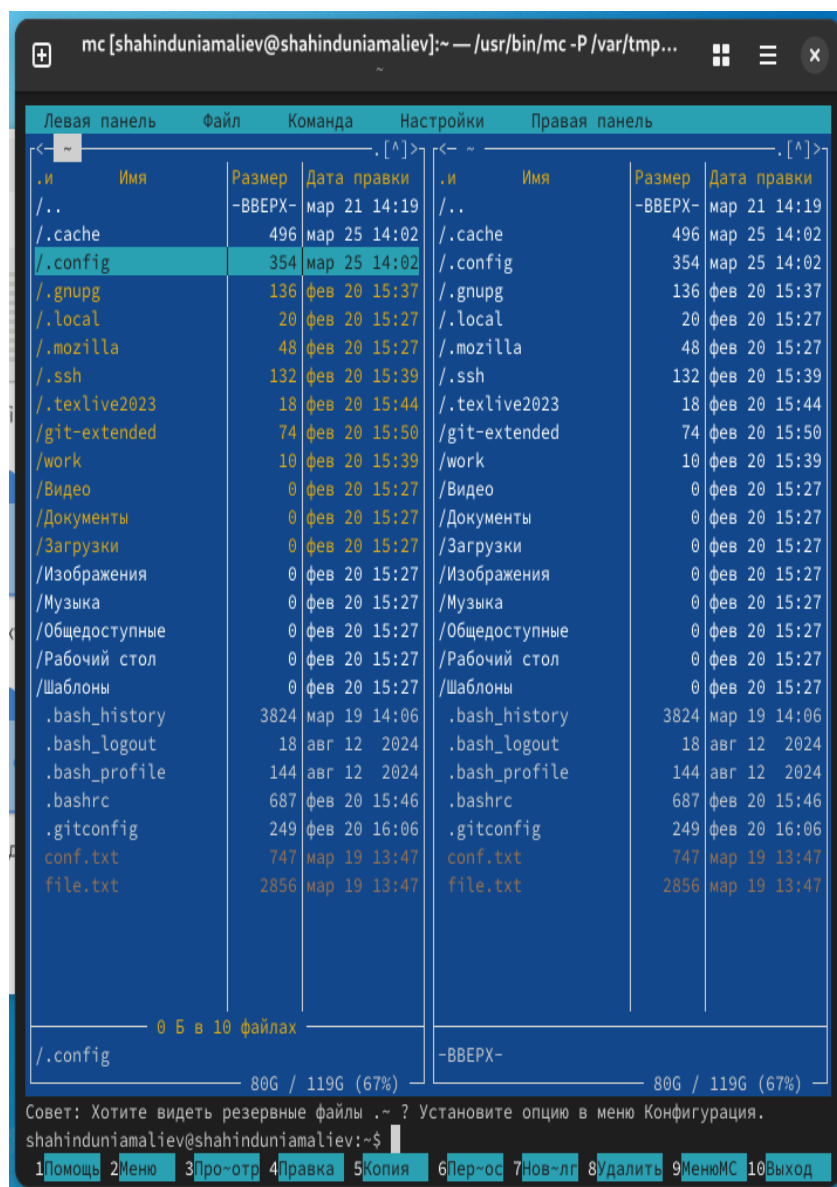 mc [shahinduniamaliev@shahinduniamaliev]:~ — /usr/bin/mc -P /var/tmp...
~
Левая панель Файл Команда Настройки Правая панель
<— ~ .[^]> <— ~ .[^]>
.и Имя Размер Дата правки .и Имя Размер Дата правки
/.. -ВВЕРХ- мар 21 14:19 /.. -ВВЕРХ- мар 21 14:19
/.cache 496 мар 25 14:02 /.cache 496 мар 25 14:02
/.config 354 мар 25 14:02 /.config 354 мар 25 14:02
/.gnupg 136 фев 20 15:37 /.gnupg 136 фев 20 15:37
/.local 20 фев 20 15:27 /.local 20 фев 20 15:27
/.mozilla 48 фев 20 15:27 /.mozilla 48 фев 20 15:27
/.ssh 132 фев 20 15:39 /.ssh 132 фев 20 15:39
/.texlive2023 18 фев 20 15:44 /.texlive2023 18 фев 20 15:44
/git-extended 74 фев 20 15:50 /git-extended 74 фев 20 15:50
/work 10 фев 20 15:39 /work 10 фев 20 15:39
/Видео 0 фев 20 15:27 /Видео 0 фев 20 15:27
/Документы 0 фев 20 15:27 /Документы 0 фев 20 15:27
/Загрузки 0 фев 20 15:27 /Загрузки 0 фев 20 15:27
/Изображения 0 фев 20 15:27 /Изображения 0 фев 20 15:27
/Музыка 0 фев 20 15:27 /Музыка 0 фев 20 15:27
/Общедоступные 0 фев 20 15:27 /Общедоступные 0 фев 20 15:27
/Рабочий стол 0 фев 20 15:27 /Рабочий стол 0 фев 20 15:27
/Шаблоны 0 фев 20 15:27 /Шаблоны 0 фев 20 15:27
.bash_history 3824 мар 19 14:06 .bash_history 3824 мар 19 14:06
.bash_logout 18 авг 12 2024 .bash_logout 18 авг 12 2024
.bash_profile 144 авг 12 2024 .bash_profile 144 авг 12 2024
.bashrc 687 фев 20 15:46 .bashrc 687 фев 20 15:46
.gitconfig 249 фев 20 16:06 .gitconfig 249 фев 20 16:06
conf.txt 747 мар 19 13:47 conf.txt 747 мар 19 13:47
file.txt 2856 мар 19 13:47 file.txt 2856 мар 19 13:47
0 Б в 10 файлах
/.config -ВВЕРХ-
80G / 119G (67%) 80G / 119G (67%)
Совет: Хотите видеть резервные файлы .~ ? Установите опцию в меню Конфигурация.
shahinduniamaliev@shahinduniamaliev:~$
1Помощь 2Меню 3Про~отр 4Правка 5Копия 6Пер~ос 7Нов~лг 8Удалить 9МенюМС 10Выход